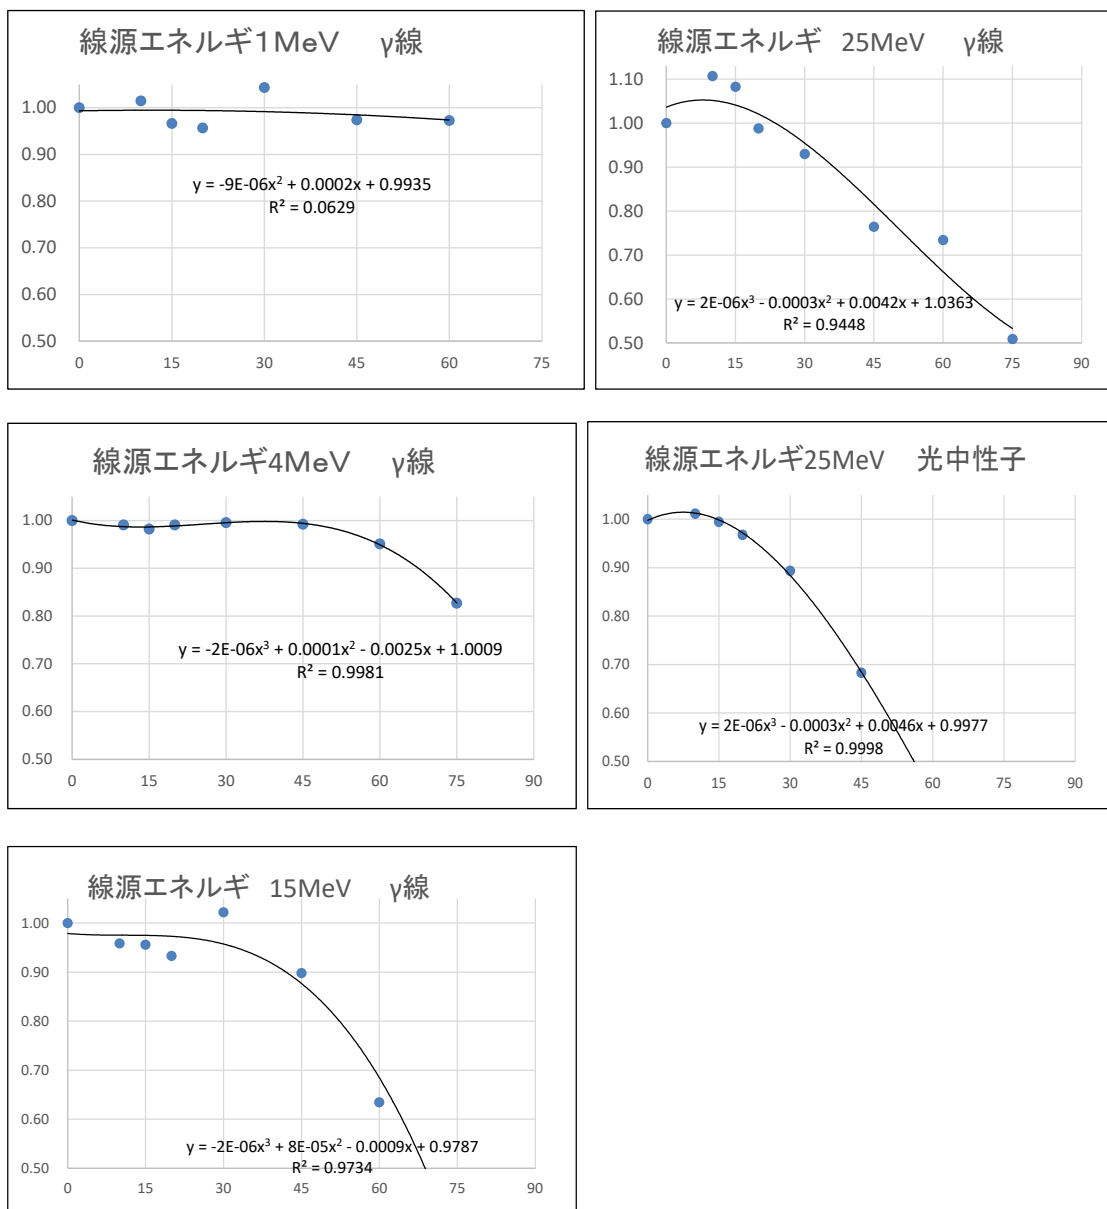 線源エネルギ1MeV　γ線
1.00
0.90
0.80
0.70
0.60
0.50
y = -9E-06x² + 0.0002x + 0.9935
R² = 0.0629
0 15 30 45 60 75
線源エネルギ 25MeV　γ線
1.10
1.00
0.90
0.80
0.70
0.60
0.50
y = 2E-06x³ - 0.0003x² + 0.0042x + 1.0363
R² = 0.9448
0 15 30 45 60 75 90
線源エネルギ4MeV　γ線
1.00
0.90
0.80
0.70
0.60
0.50
y = -2E-06x³ + 0.0001x² - 0.0025x + 1.0009
R² = 0.9981
0 15 30 45 60 75 90
線源エネルギ25MeV　光中性子
1.00
0.90
0.80
0.70
0.60
0.50
y = 2E-06x³ - 0.0003x² + 0.0046x + 0.9977
R² = 0.9998
0 15 30 45 60 75 90
線源エネルギ 15MeV　γ線
1.00
0.90
0.80
0.70
0.60
0.50
y = -2E-06x³ + 8E-05x² - 0.0009x + 0.9787
R² = 0.9734
0 15 30 45 60 75 90